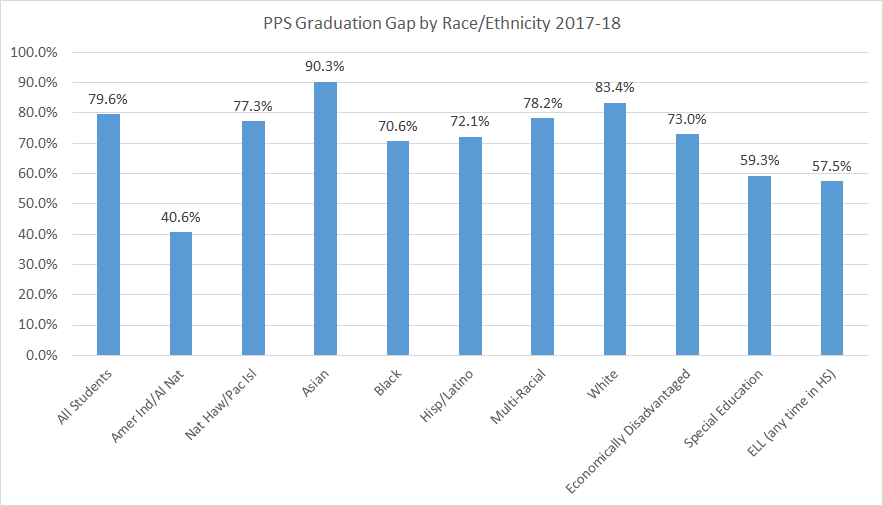 PPS Graduation Gap by Race/Ethnicity 2017-18
100.0%
90.0%
80.0%
70.0%
60.0%
50.0%
40.0%
30.0%
20.0%
10.0%
0.0%
79.6%
40.6%
77.3%
90.3%
70.6%
72.1%
78.2%
83.4%
73.0%
59.3%
57.5%
All Students
Amer Ind/Al Nat
Nat Haw/Pac Isl
Asian
Black
Hisp/Latino
Multi-Racial
White
Economically Disadvantaged
Special Education
ELL (any time in HS)